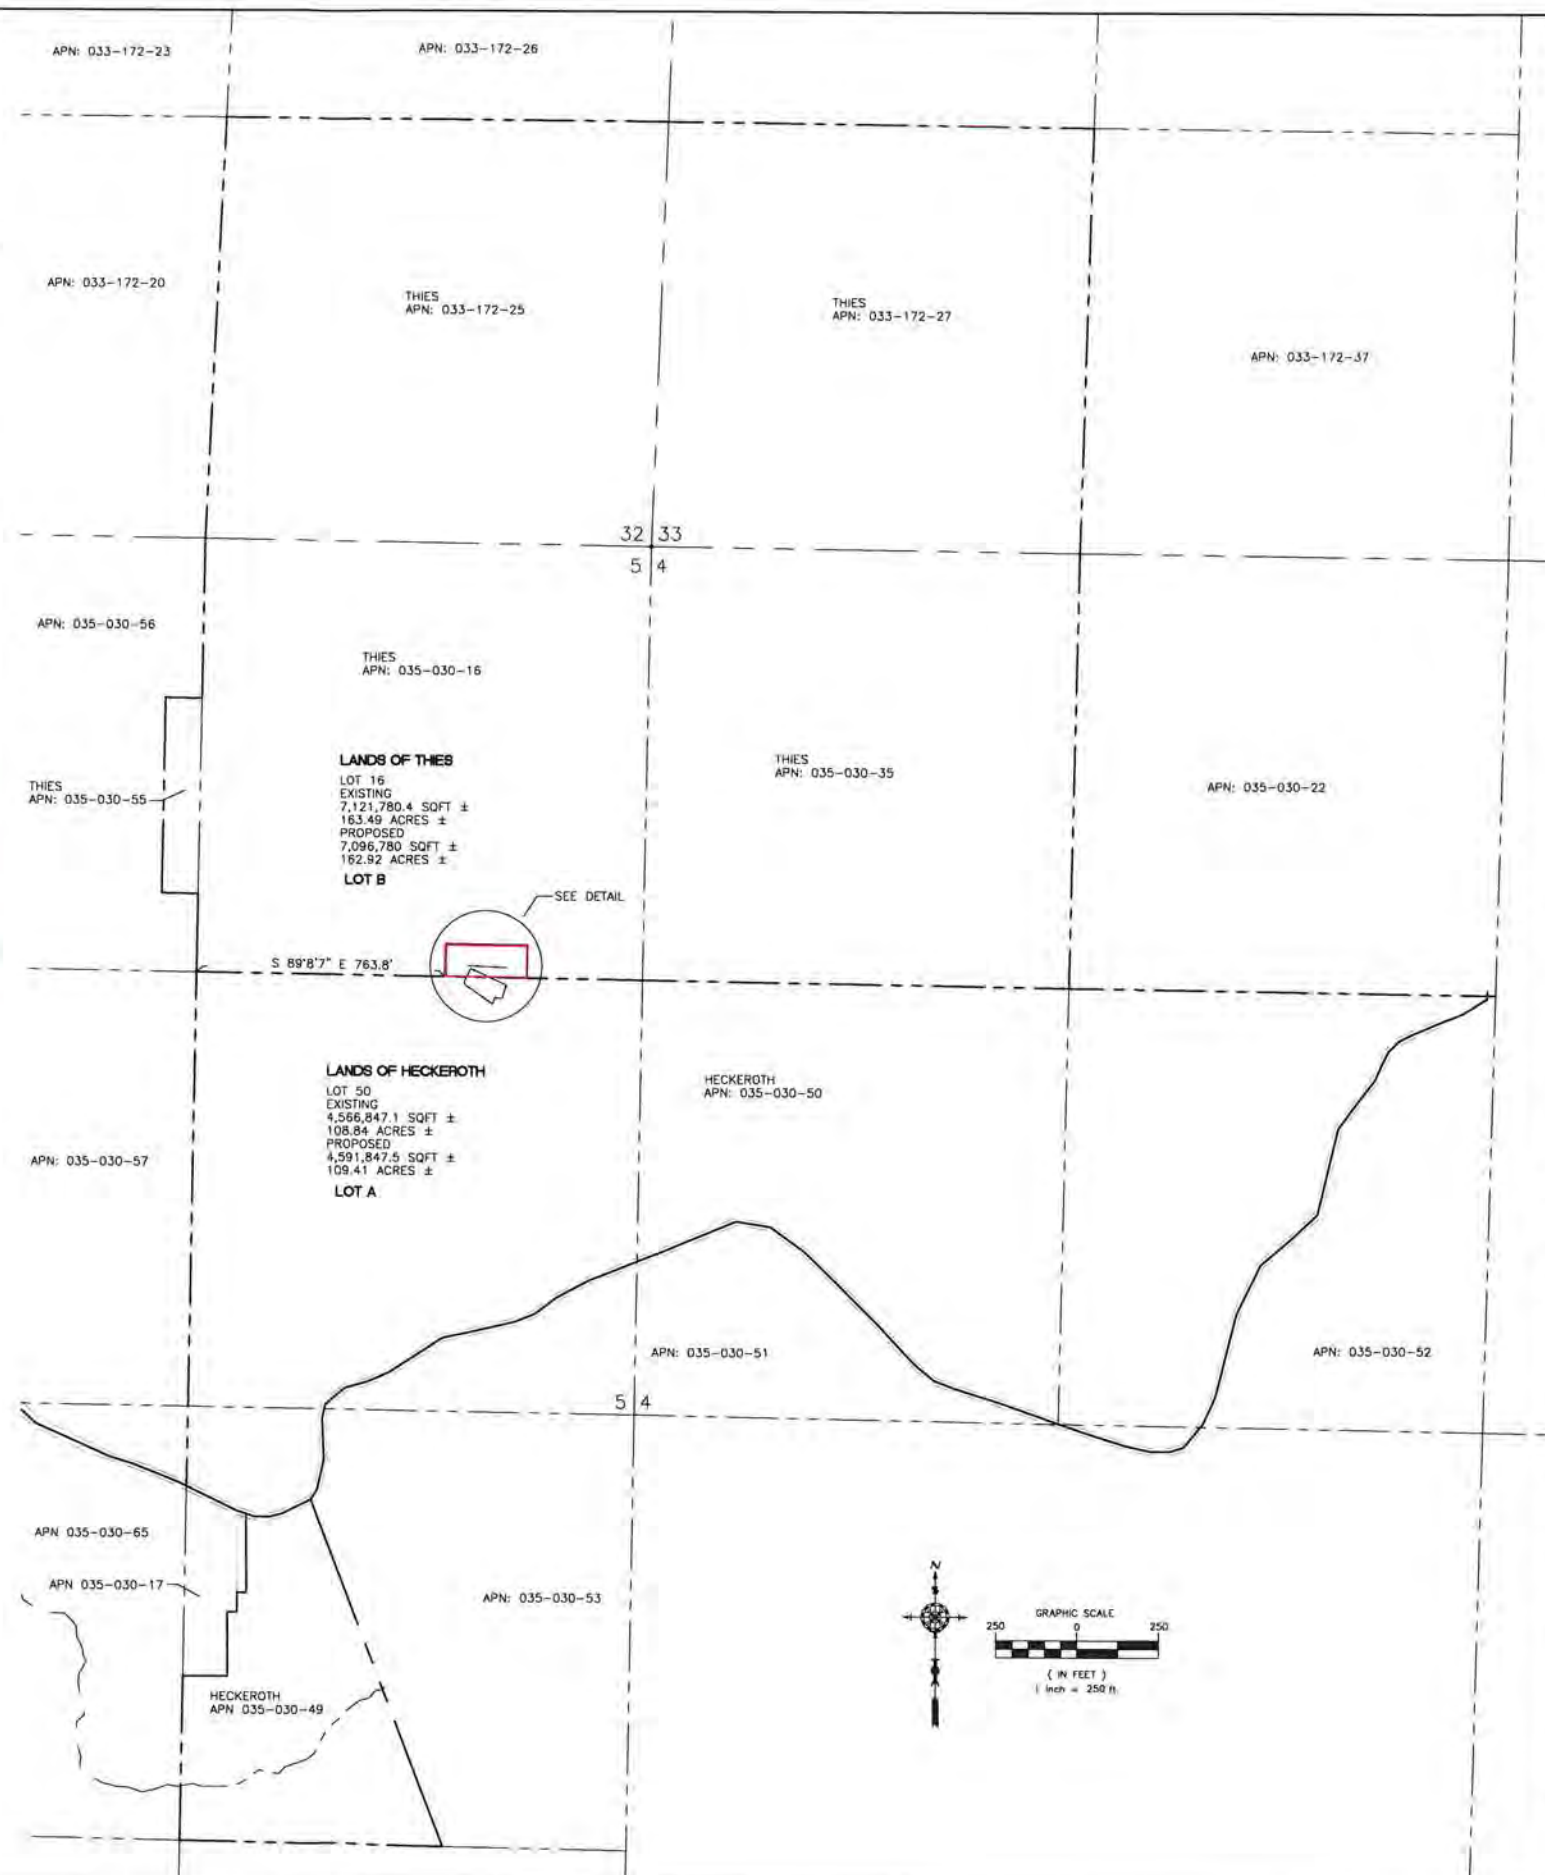 APN: 033-172-23
APN: 033-172-26
APN: 033-172-20
THIES
APN: 033-172-25
THIES
APN: 033-172-27
APN: 033-172-37
32 33
5 4
APN: 035-030-56
THIES
APN: 035-030-16
LANDS OF THIES
LOT 16
EXISTING
7,121,780.4 SQFT ±
163.49 ACRES ±
PROPOSED
7,096,780 SQFT ±
162.92 ACRES ±
LOT B
THIES
APN: 035-030-55
THIES
APN: 035-030-35
APN: 035-030-22
SEE DETAIL
S 89°8'7" E 763.8'
LANDS OF HECKEROTH
LOT 50
EXISTING
4,566,847.1 SQFT ±
108.84 ACRES ±
PROPOSED
4,591,847.5 SQFT ±
109.41 ACRES ±
LOT A
HECKEROTH
APN: 035-030-50
APN: 035-030-57
APN: 035-030-51
APN: 035-030-52
5 4
APN 035-030-65
APN 035-030-17
APN: 035-030-53
HECKEROTH
APN 035-030-49
N
GRAPHIC SCALE
250 0 250
( IN FEET )
1 inch = 250 ft.